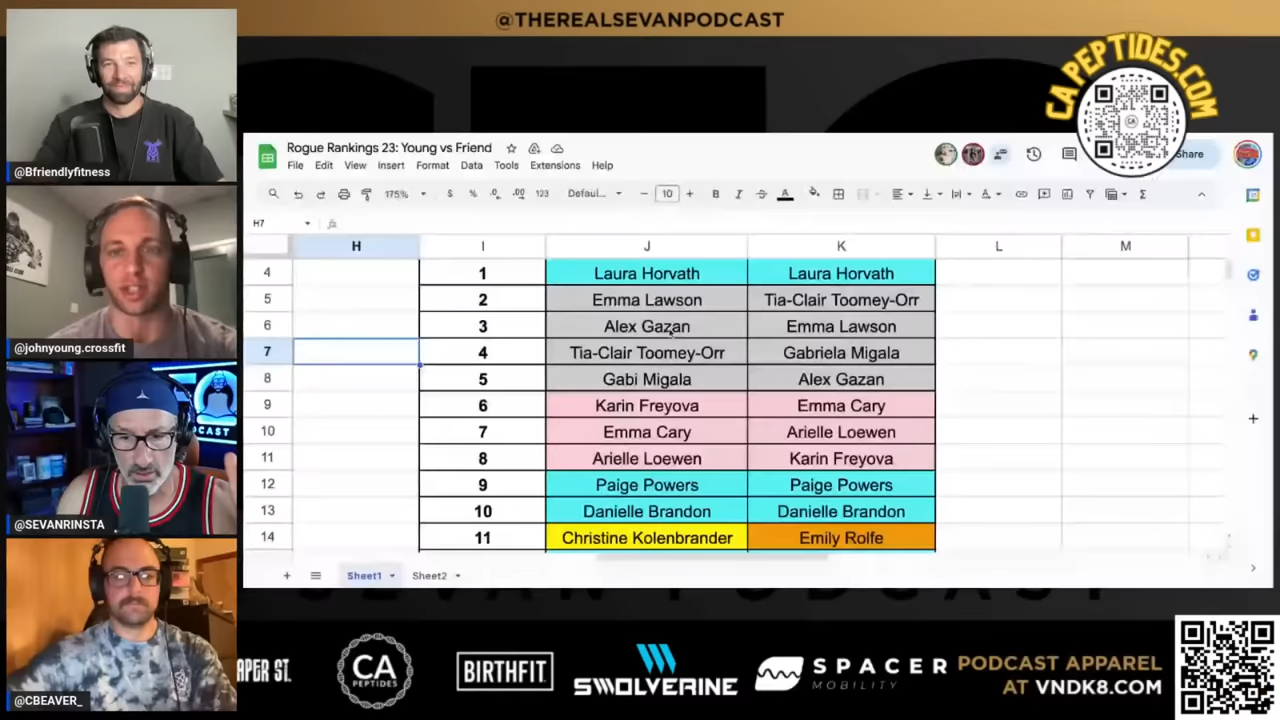 @THEREALSEVANPODCAST
CAPEPTIDES.COM
CA
@Bfriendlyfitness
@johnyoung.crossfit
@SEVANRINSTA
@CBEAVER_
Rogue Rankings 23: Young vs Friend
Share
File Edit View Insert Format Data Tools Extensions Help
175% $ % .0 .00 123 Defaul... − 10 + B I S A
H7 fx
H I J K L M
4 1 Laura Horvath Laura Horvath
5 2 Emma Lawson Tia-Clair Toomey-Orr
6 3 Alex Gazan Emma Lawson
7 4 Tia-Clair Toomey-Orr Gabriela Migala
8 5 Gabi Migala Alex Gazan
9 6 Karin Freyova Emma Cary
10 7 Emma Cary Arielle Loewen
11 8 Arielle Loewen Karin Freyova
12 9 Paige Powers Paige Powers
13 10 Danielle Brandon Danielle Brandon
14 11 Christine Kolenbrander Emily Rolfe
Sheet1 Sheet2
SEVAN PODCAST
APER ST.
CA
PEPTIDES
BIRTHFIT
SWOLVERINE
SPACER
MOBILITY
PODCAST APPAREL
AT VNDK8.COM